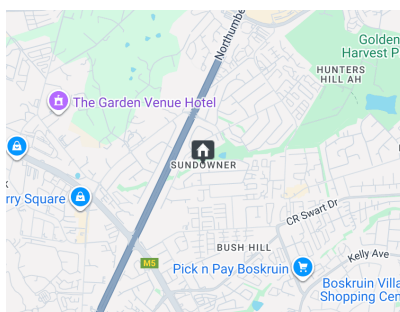 Northumbe
Golden
Harvest P
HUNTERS
HILL AH
The Garden Venue Hotel
SUNDOWNER
rry Square
CR Swart Dr
BUSH HILL
Kelly Ave
M5
Pick n Pay Boskruin
Boskruin Villa
Shopping Cen